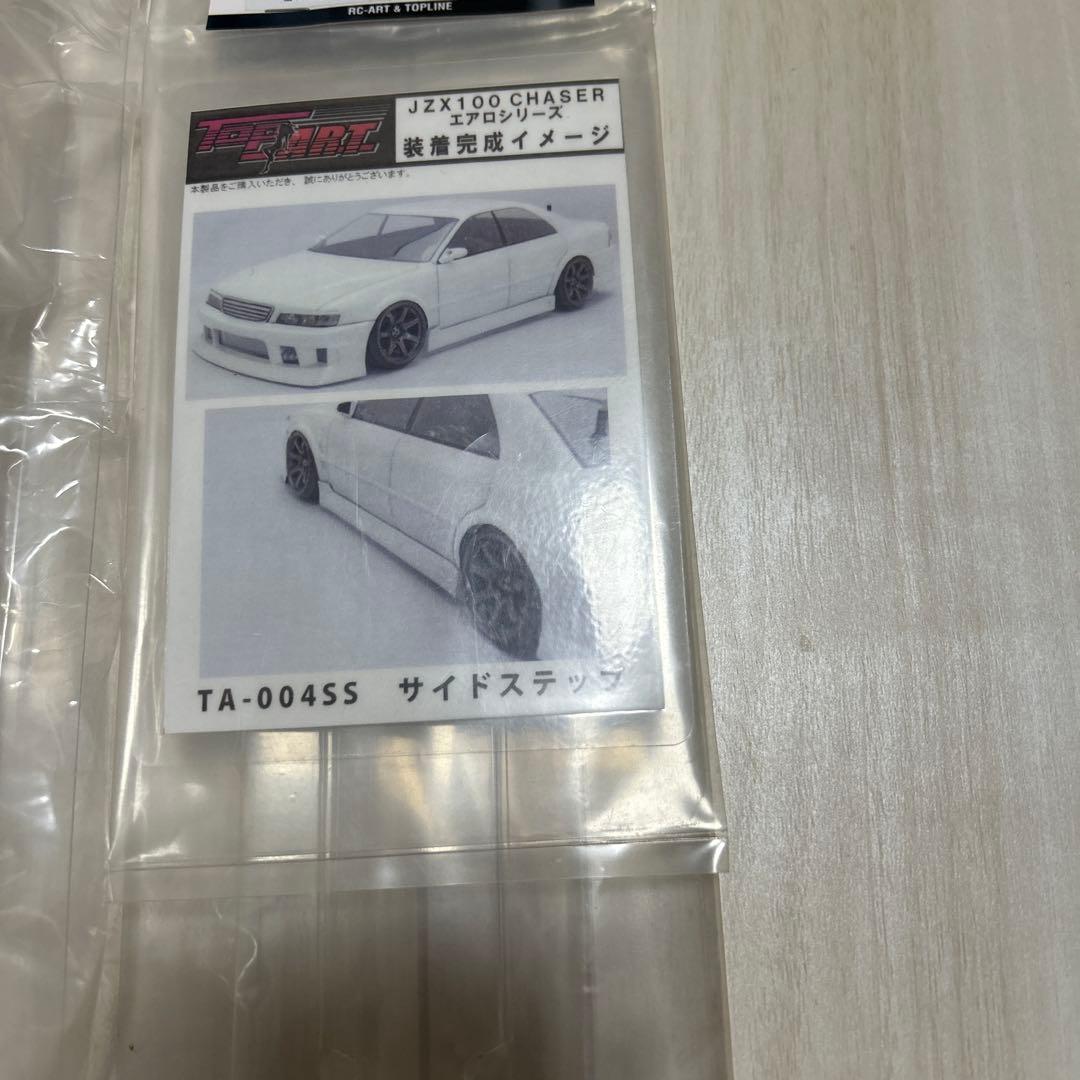 RC-ART & TOPLINE
TOP ART
JZX100 CHASER
エアロシリーズ
装着完成イメージ
本製品をご購入いただき、誠にありがとうございます。
TA-004SS サイドステップ